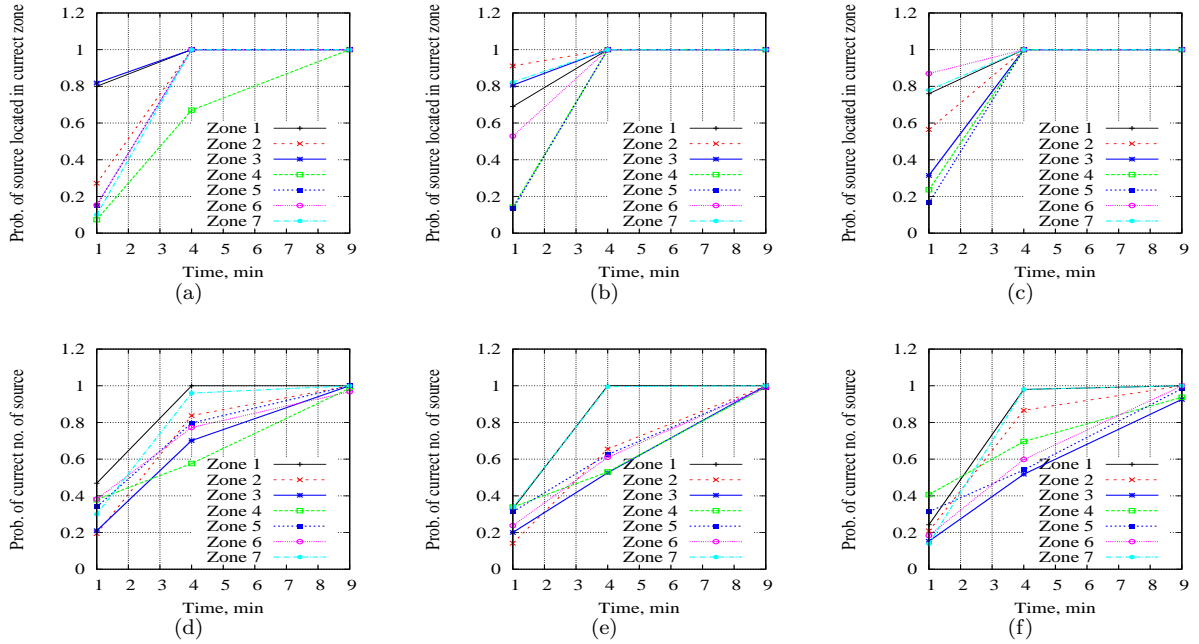 Prob. of source located in currect zone
1.2
1
0.8
0.6
0.4
0.2
0
Zone 1
Zone 2
Zone 3
Zone 4
Zone 5
Zone 6
Zone 7
1 2 3 4 5 6 7 8 9
Time, min
(a)
Prob. of source located in currect zone
1.2
1
0.8
0.6
0.4
0.2
0
Zone 1
Zone 2
Zone 3
Zone 4
Zone 5
Zone 6
Zone 7
1 2 3 4 5 6 7 8 9
Time, min
(b)
Prob. of source located in currect zone
1.2
1
0.8
0.6
0.4
0.2
0
Zone 1
Zone 2
Zone 3
Zone 4
Zone 5
Zone 6
Zone 7
1 2 3 4 5 6 7 8 9
Time, min
(c)
Prob. of currect no. of source
1.2
1
0.8
0.6
0.4
0.2
0
Zone 1
Zone 2
Zone 3
Zone 4
Zone 5
Zone 6
Zone 7
1 2 3 4 5 6 7 8 9
Time, min
(d)
Prob. of currect no. of source
1.2
1
0.8
0.6
0.4
0.2
0
Zone 1
Zone 2
Zone 3
Zone 4
Zone 5
Zone 6
Zone 7
1 2 3 4 5 6 7 8 9
Time, min
(e)
Prob. of currect no. of source
1.2
1
0.8
0.6
0.4
0.2
0
Zone 1
Zone 2
Zone 3
Zone 4
Zone 5
Zone 6
Zone 7
1 2 3 4 5 6 7 8 9
Time, min
(f)